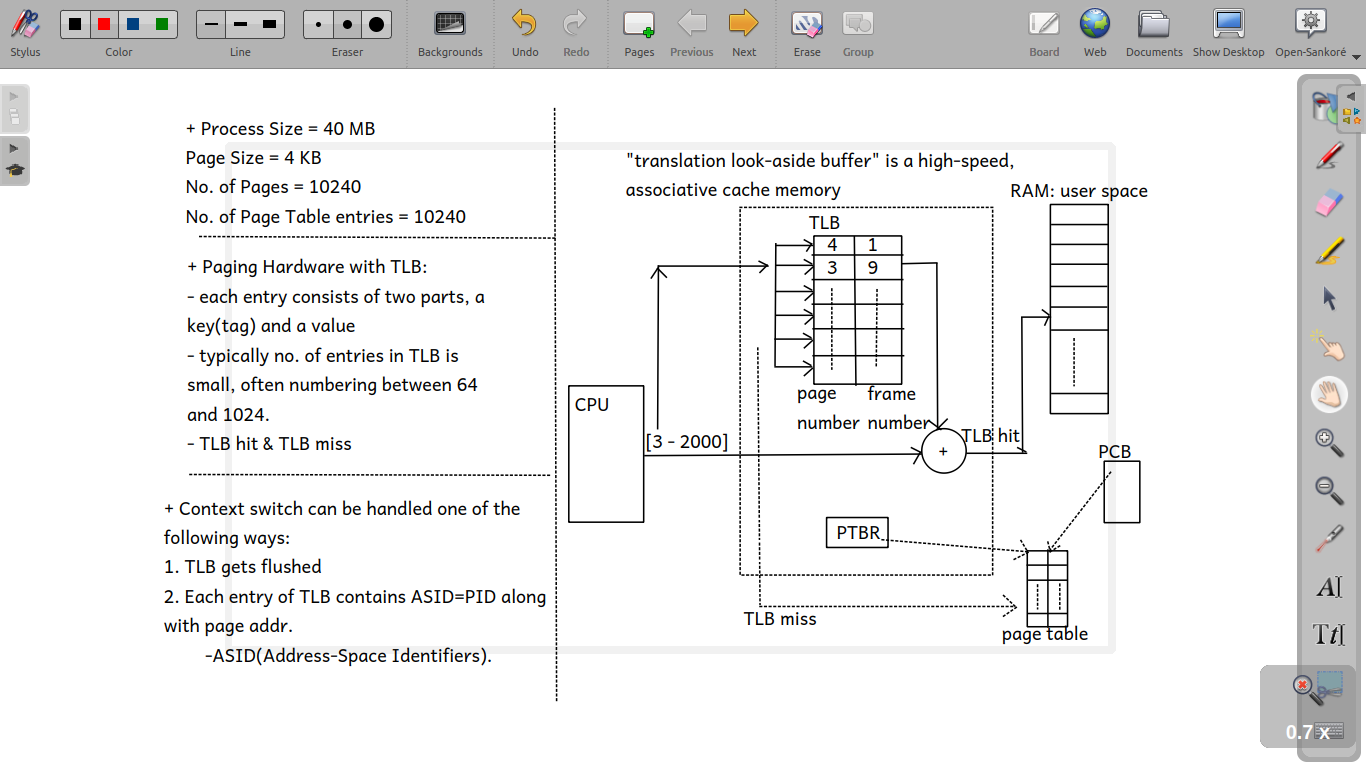 Stylus
Color
Line
Eraser
Backgrounds
Undo
Redo
Pages
Previous
Next
Erase
Group
Board
Web
Documents
Show Desktop
Open-Sankoré
+ Process Size = 40 MB
Page Size = 4 KB
No. of Pages = 10240
No. of Page Table entries = 10240
+ Paging Hardware with TLB:
- each entry consists of two parts, a
key(tag) and a value
- typically no. of entries in TLB is
small, often numbering between 64
and 1024.
- TLB hit & TLB miss
+ Context switch can be handled one of the
following ways:
1. TLB gets flushed
2. Each entry of TLB contains ASID=PID along
with page addr.
-ASID(Address-Space Identifiers).
"translation look-aside buffer" is a high-speed,
associative cache memory
RAM: user space
TLB
4 1
3 9
page frame
number number
CPU
[3 - 2000]
+
TLB hit
PCB
PTBR
TLB miss
page table
AI
TtI
0.7 x